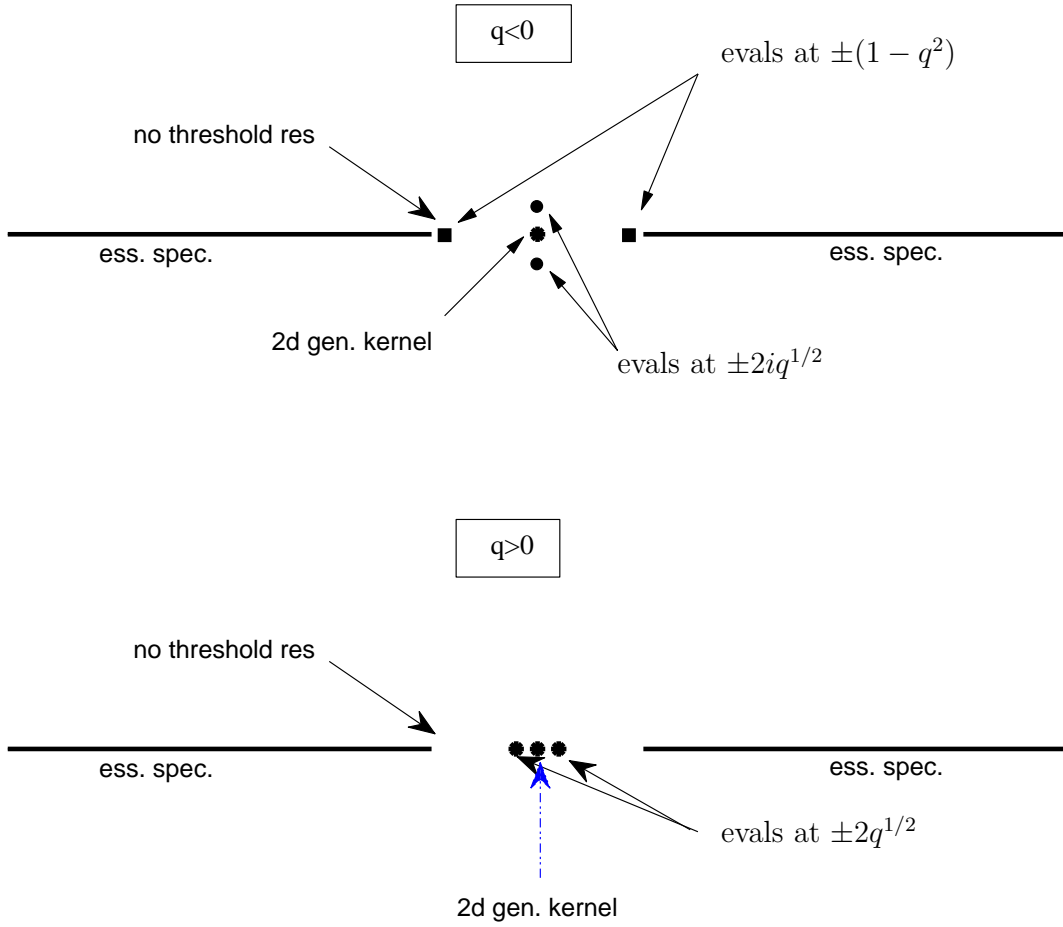 q<0
evals at ±(1 − q²)
no threshold res
ess. spec.
ess. spec.
2d gen. kernel
evals at ±2iq^{1/2}
q>0
no threshold res
ess. spec.
ess. spec.
evals at ±2q^{1/2}
2d gen. kernel